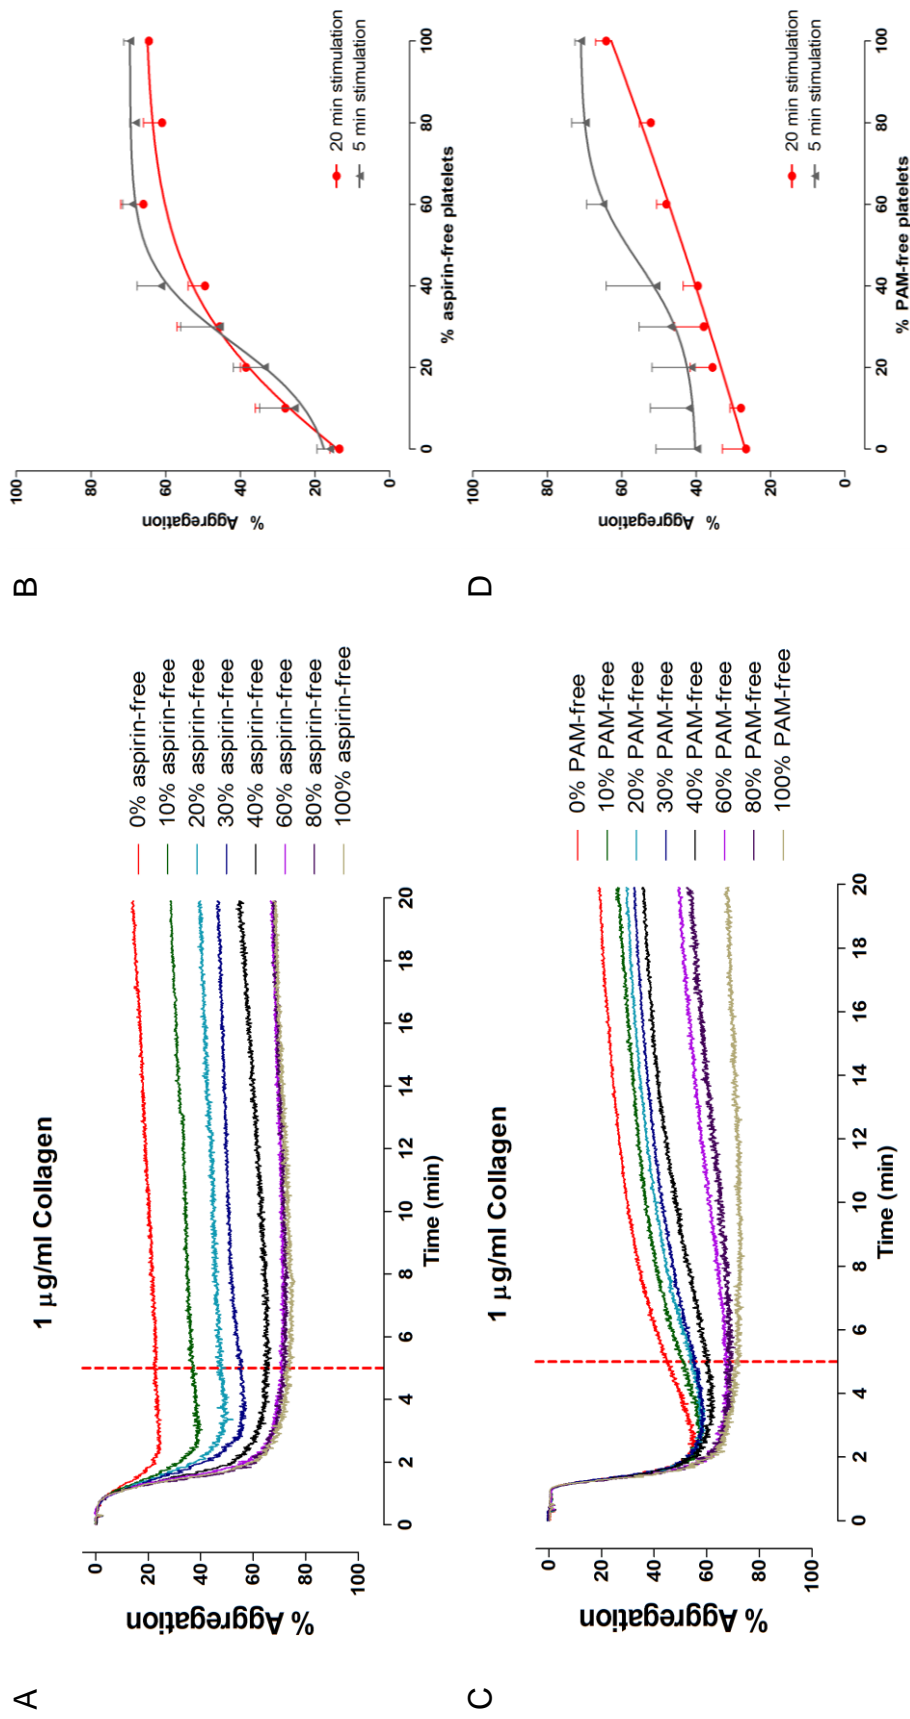 A
1 μg/ml Collagen
% Aggregation
0
20
40
60
80
100
0 2 4 6 8 10 12 14 16 18 20
Time (min)
0% aspirin-free
10% aspirin-free
20% aspirin-free
30% aspirin-free
40% aspirin-free
60% aspirin-free
80% aspirin-free
100% aspirin-free
B
% Aggregation
100
80
60
40
20
0
0 20 40 60 80 100
% aspirin-free platelets
20 min stimulation
5 min stimulation
C
1 μg/ml Collagen
% Aggregation
0
20
40
60
80
100
0 2 4 6 8 10 12 14 16 18 20
Time (min)
0% PAM-free
10% PAM-free
20% PAM-free
30% PAM-free
40% PAM-free
60% PAM-free
80% PAM-free
100% PAM-free
D
% Aggregation
100
80
60
40
20
0
0 20 40 60 80 100
% PAM-free platelets
20 min stimulation
5 min stimulation